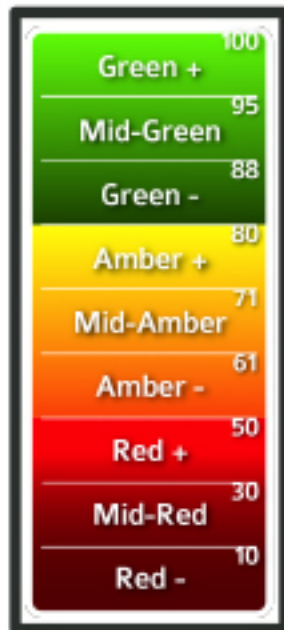 100
Green +
95
Mid-Green
88
Green -
80
Amber +
71
Mid-Amber
61
Amber -
50
Red +
30
Mid-Red
10
Red -